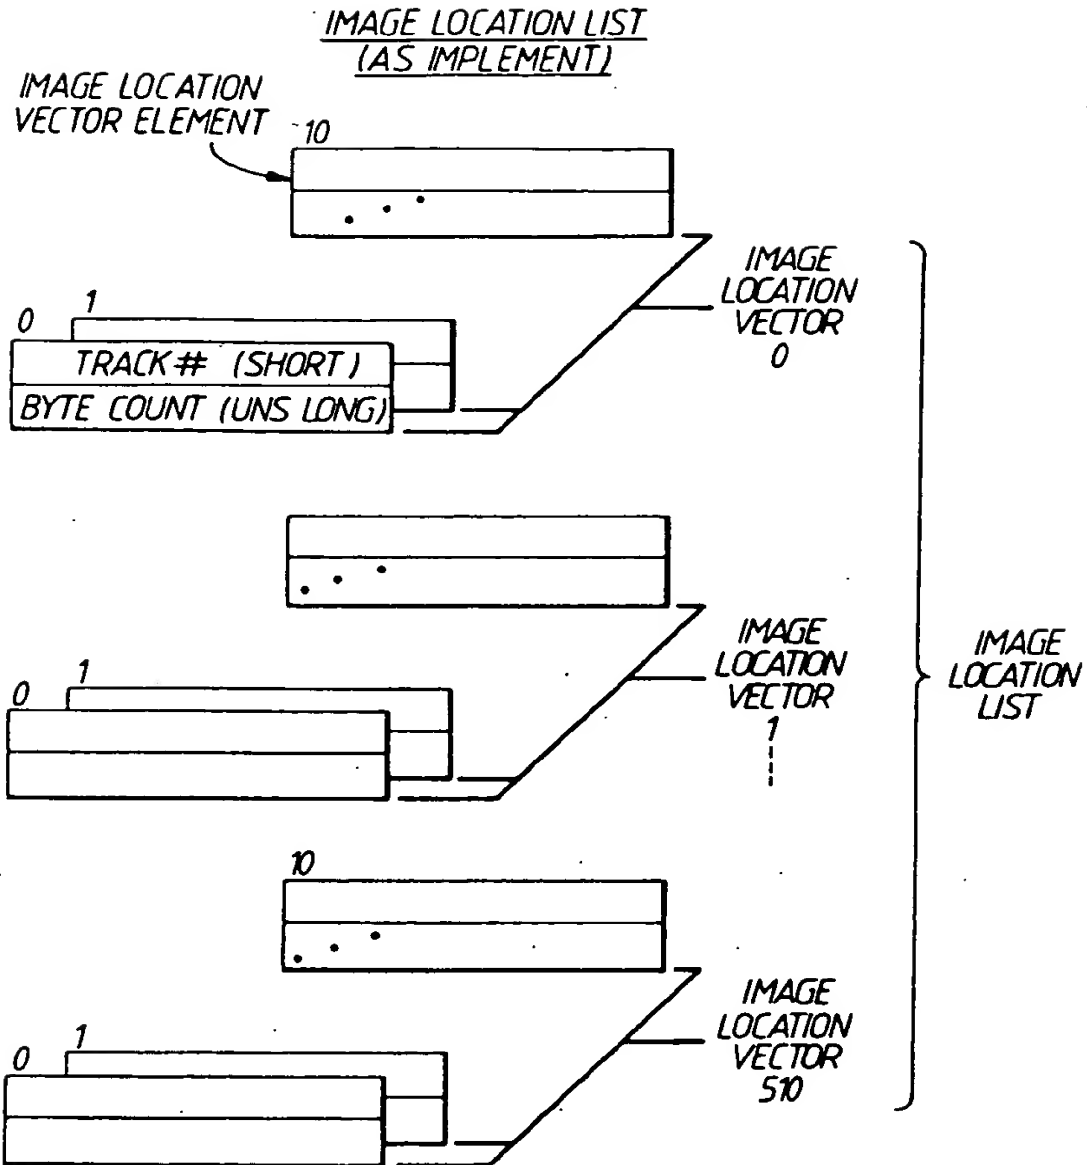 IMAGE LOCATION LIST
(AS IMPLEMENT)
IMAGE LOCATION
VECTOR ELEMENT
10
0
1
TRACK # (SHORT)
BYTE COUNT (UNS LONG)
IMAGE
LOCATION
VECTOR
0
0
1
IMAGE
LOCATION
VECTOR
1
IMAGE
LOCATION
LIST
10
0
1
IMAGE
LOCATION
VECTOR
510